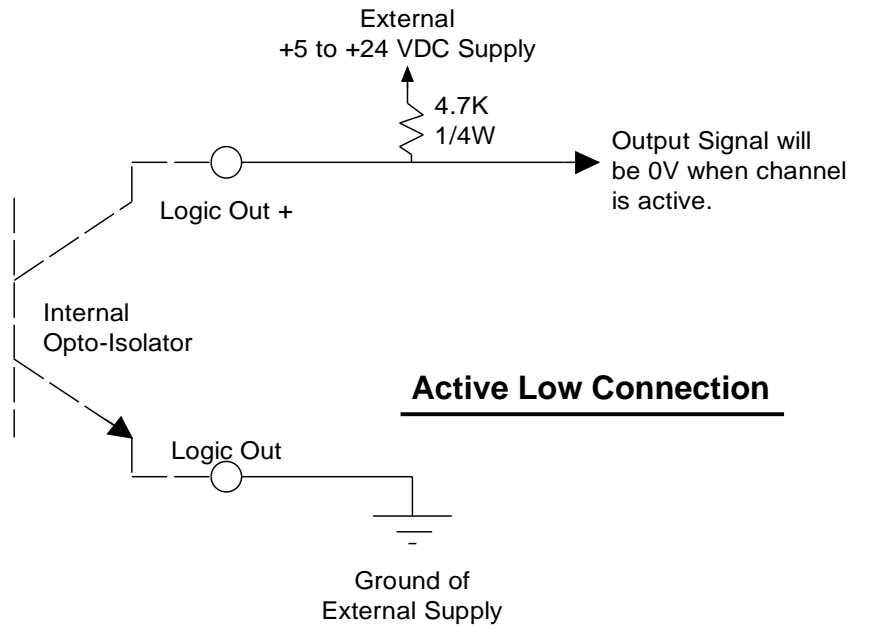 External
+5 to +24 VDC Supply
4.7K
1/4W
Output Signal will
be 0V when channel
is active.
Logic Out +
Internal
Opto-Isolator
Active Low Connection
Logic Out
Ground of
External Supply